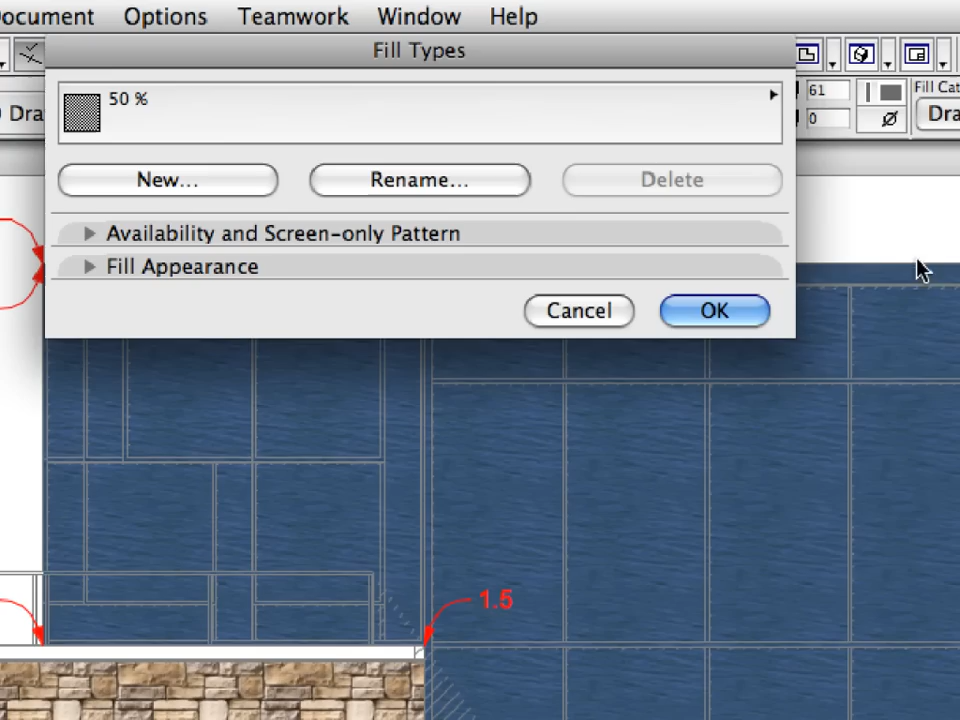 ocument Options Teamwork Window Help
Fill Types
50 %
61
Fill Cat
Dra
0
Dra
New... Rename... Delete
Availability and Screen-only Pattern
Fill Appearance
Cancel OK
1.5